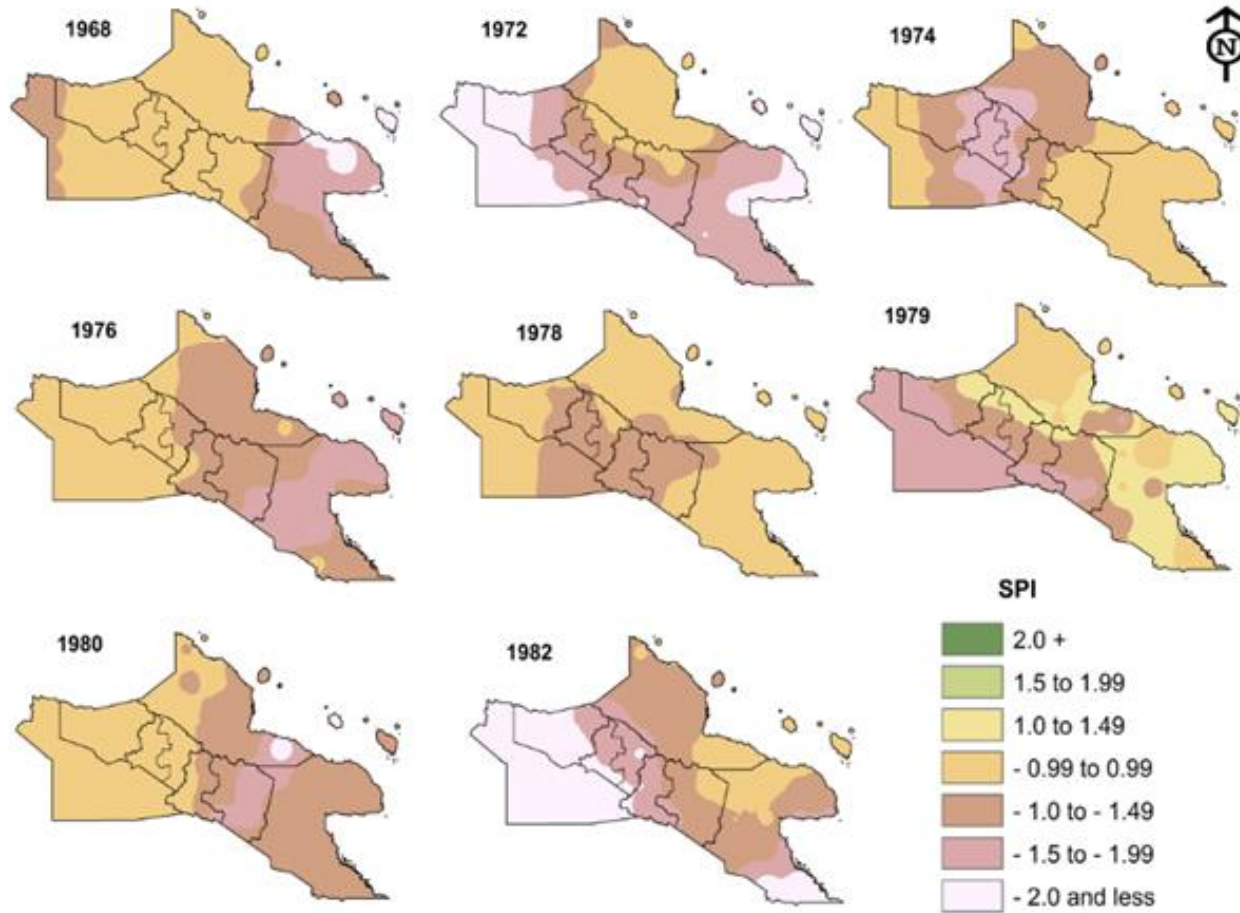 1968
1972
1974
N
1976
1978
1979
1980
1982
SPI
2.0 +
1.5 to 1.99
1.0 to 1.49
- 0.99 to 0.99
- 1.0 to - 1.49
- 1.5 to - 1.99
- 2.0 and less